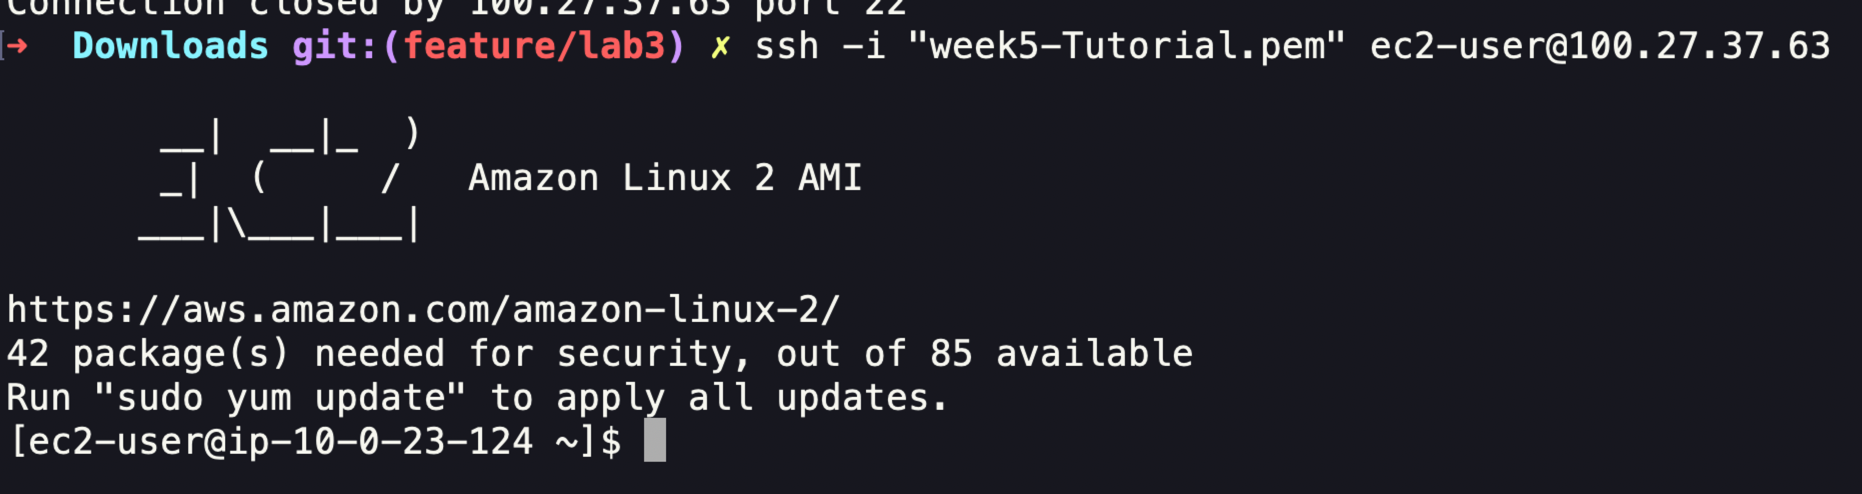 Connection closed by 100.27.37.63 port 22
➜  Downloads git:(feature/lab3) ✗ ssh -i "week5-Tutorial.pem" ec2-user@100.27.37.63
       __|  __|_  )
       _|  (     /   Amazon Linux 2 AMI
      ___|\___|___|
https://aws.amazon.com/amazon-linux-2/
42 package(s) needed for security, out of 85 available
Run "sudo yum update" to apply all updates.
[ec2-user@ip-10-0-23-124 ~]$